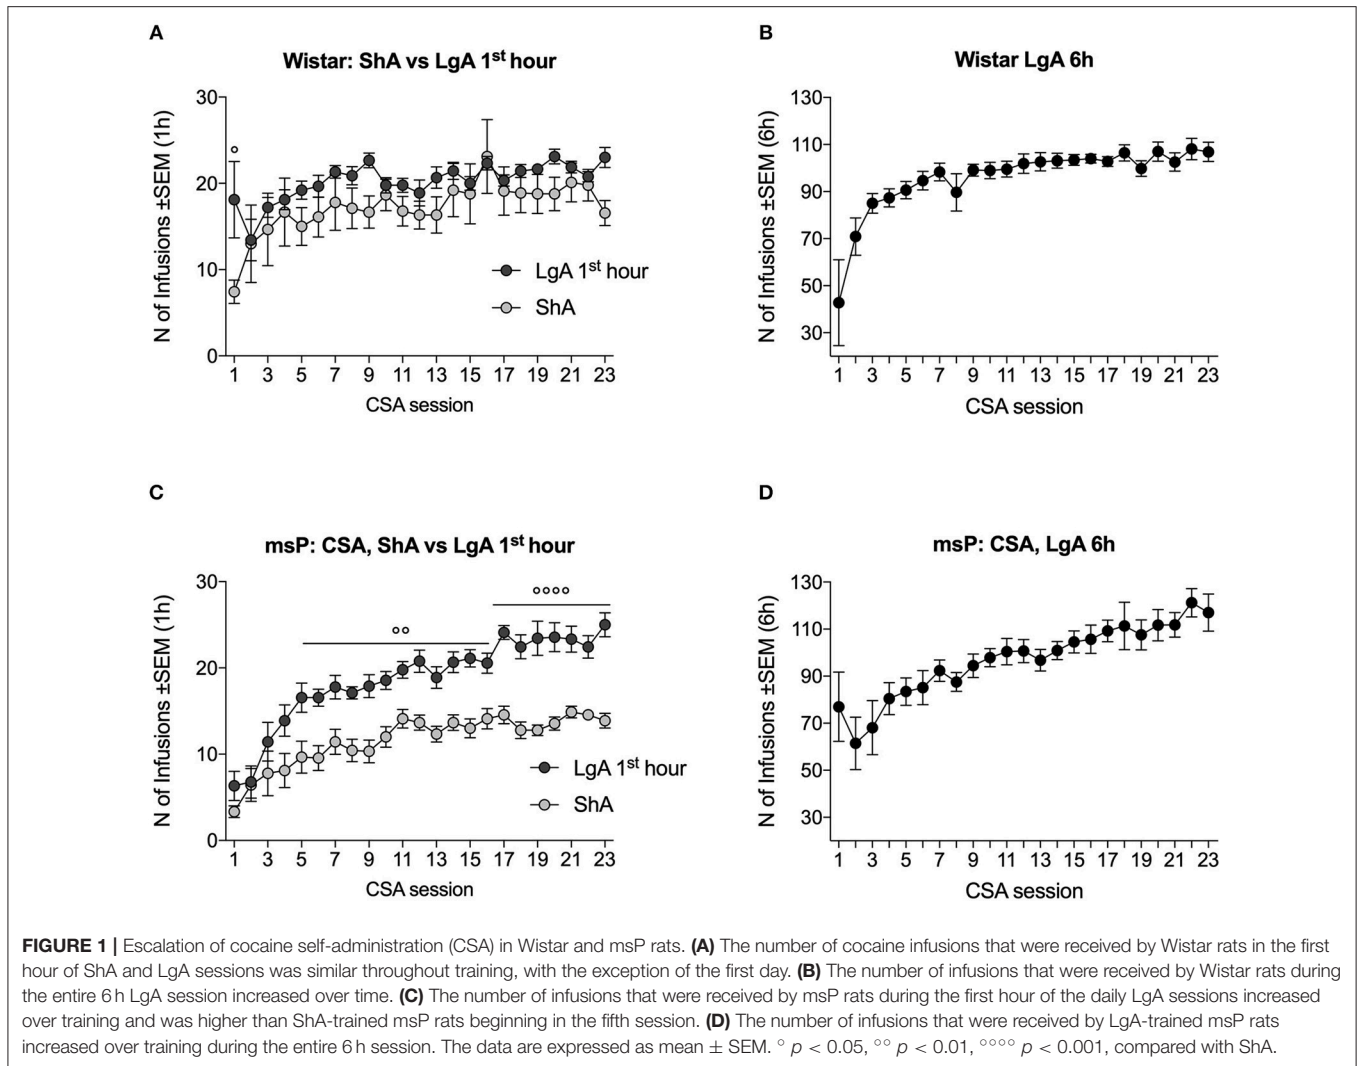 A
Wistar: ShA vs LgA 1st hour
N of Infusions ±SEM (1h)
30
20
10
0
°
LgA 1st hour
ShA
1 3 5 7 9 11 13 15 17 19 21 23
CSA session
B
Wistar LgA 6h
N of Infusions ±SEM (6h)
130
110
90
70
50
30
1 3 5 7 9 11 13 15 17 19 21 23
CSA session
C
msP: CSA, ShA vs LgA 1st hour
N of Infusions ±SEM (1h)
30
20
10
0
°°
°°°°
LgA 1st hour
ShA
1 3 5 7 9 11 13 15 17 19 21 23
CSA session
D
msP: CSA, LgA 6h
N of Infusions ±SEM (6h)
130
110
90
70
50
30
1 3 5 7 9 11 13 15 17 19 21 23
CSA session
FIGURE 1 | Escalation of cocaine self-administration (CSA) in Wistar and msP rats. (A) The number of cocaine infusions that were received by Wistar rats in the first
hour of ShA and LgA sessions was similar throughout training, with the exception of the first day. (B) The number of infusions that were received by Wistar rats during
the entire 6 h LgA session increased over time. (C) The number of infusions that were received by msP rats during the first hour of the daily LgA sessions increased
over training and was higher than ShA-trained msP rats beginning in the fifth session. (D) The number of infusions that were received by LgA-trained msP rats
increased over training during the entire 6 h session. The data are expressed as mean ± SEM. ° p < 0.05, °° p < 0.01, °°°° p < 0.001, compared with ShA.